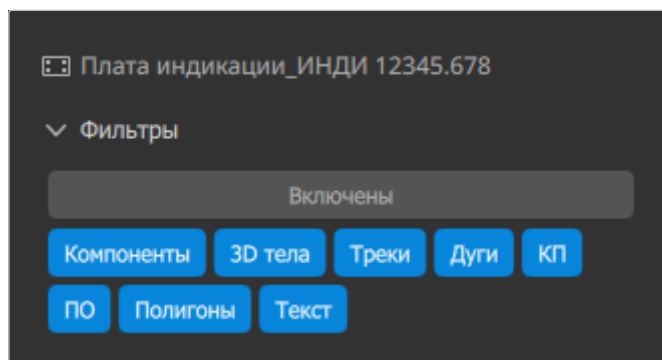 Плата индикации_ИНДИ 12345.678
Фильтры
Включены
Компоненты 3D тела Треки Дуги КП
ПО Полигоны Текст